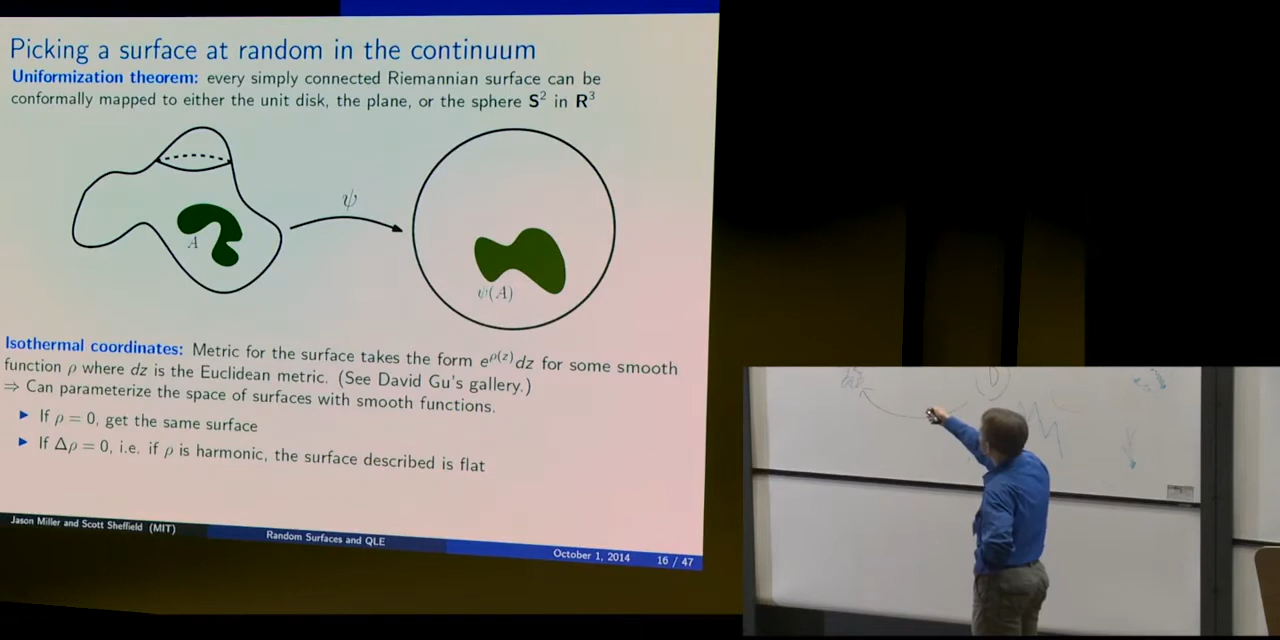 Picking a surface at random in the continuum
Uniformization theorem: every simply connected Riemannian surface can be
conformally mapped to either the unit disk, the plane, or the sphere S² in R³
ψ
A
ψ(A)
Isothermal coordinates: Metric for the surface takes the form e^{ρ(z)}dz for some smooth
function ρ where dz is the Euclidean metric. (See David Gu's gallery.)
⇒ Can parameterize the space of surfaces with smooth functions.
▶ If ρ = 0, get the same surface
▶ If Δρ = 0, i.e. if ρ is harmonic, the surface described is flat
Jason Miller and Scott Sheffield (MIT)
Random Surfaces and QLE
October 1, 2014
16 / 47
D